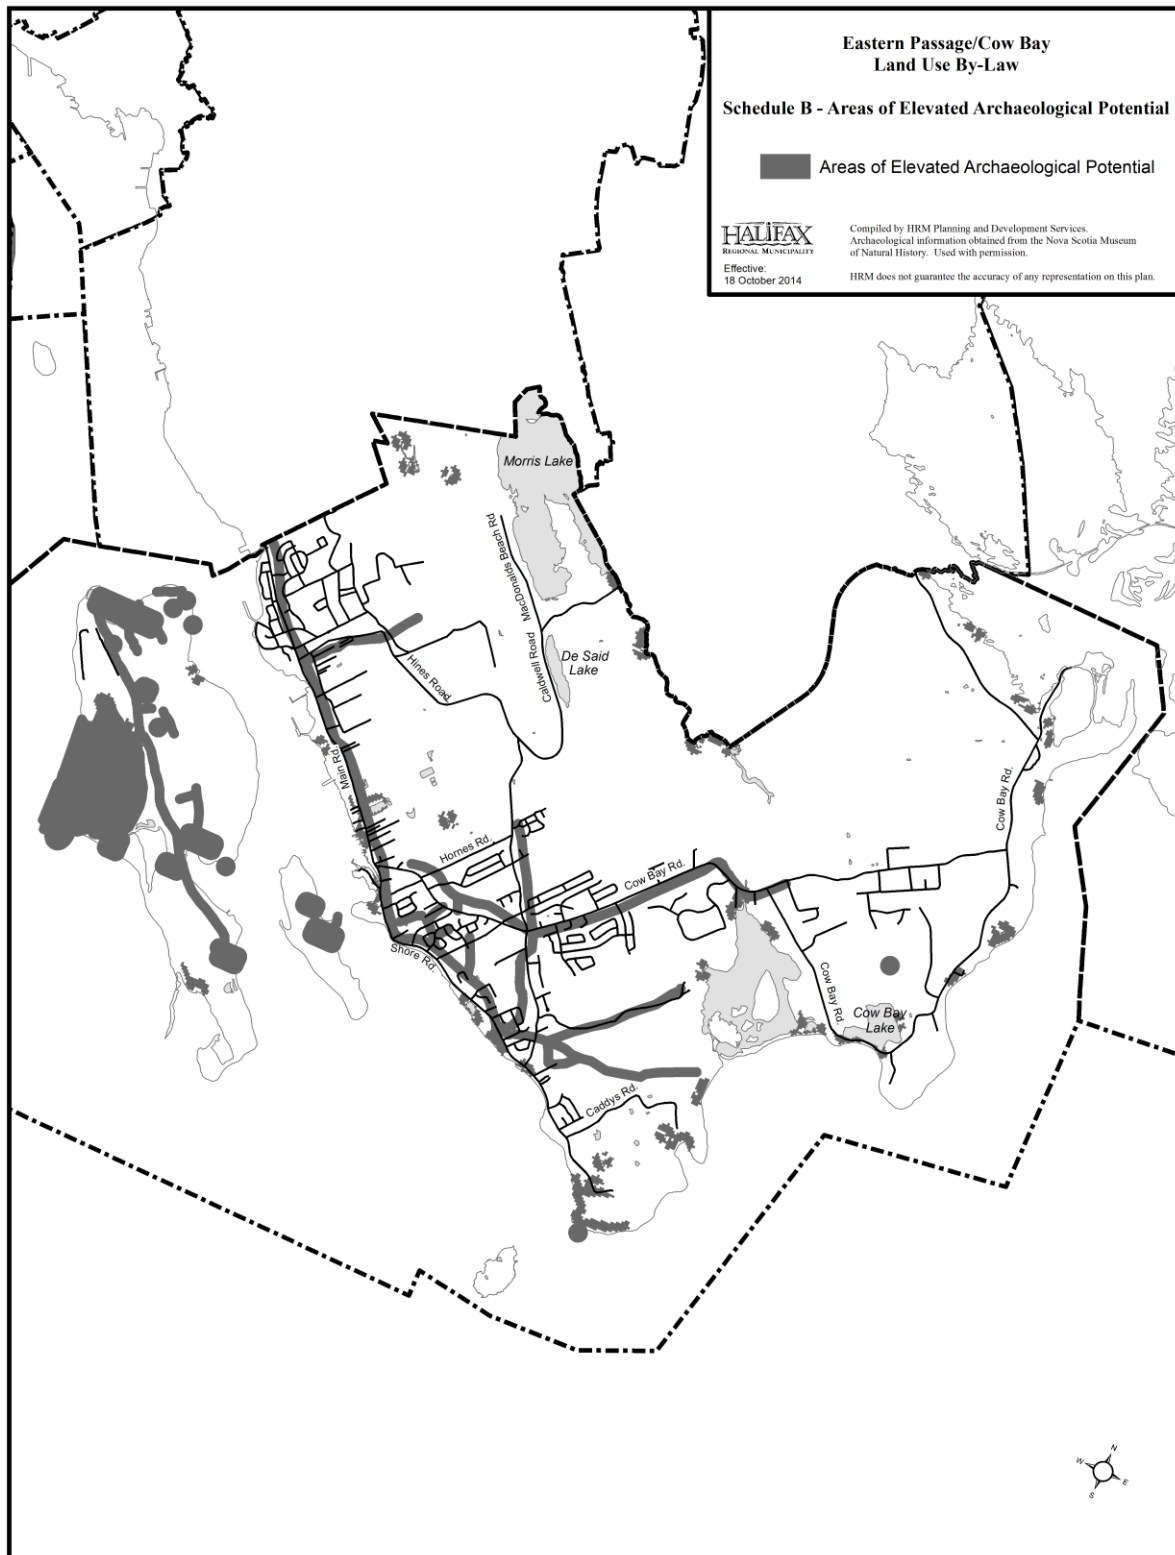 Eastern Passage/Cow Bay
Land Use By-Law
Schedule B - Areas of Elevated Archaeological Potential
Areas of Elevated Archaeological Potential
HALIFAX
REGIONAL MUNICIPALITY
Effective:
18 October 2014
Compiled by HRM Planning and Development Services.
Archaeological information obtained from the Nova Scotia Museum
of Natural History. Used with permission.
HRM does not guarantee the accuracy of any representation on this plan.
Morris Lake
MacDonalds Beach Rd
Caldwell Road
De Said
Lake
Hines Road
Main Rd.
Hornes Rd.
Cow Bay Rd.
Cow Bay Rd.
Shore Rd.
Cow Bay Rd.
Cow Bay
Lake
Caddys Rd.
N
W
E
S